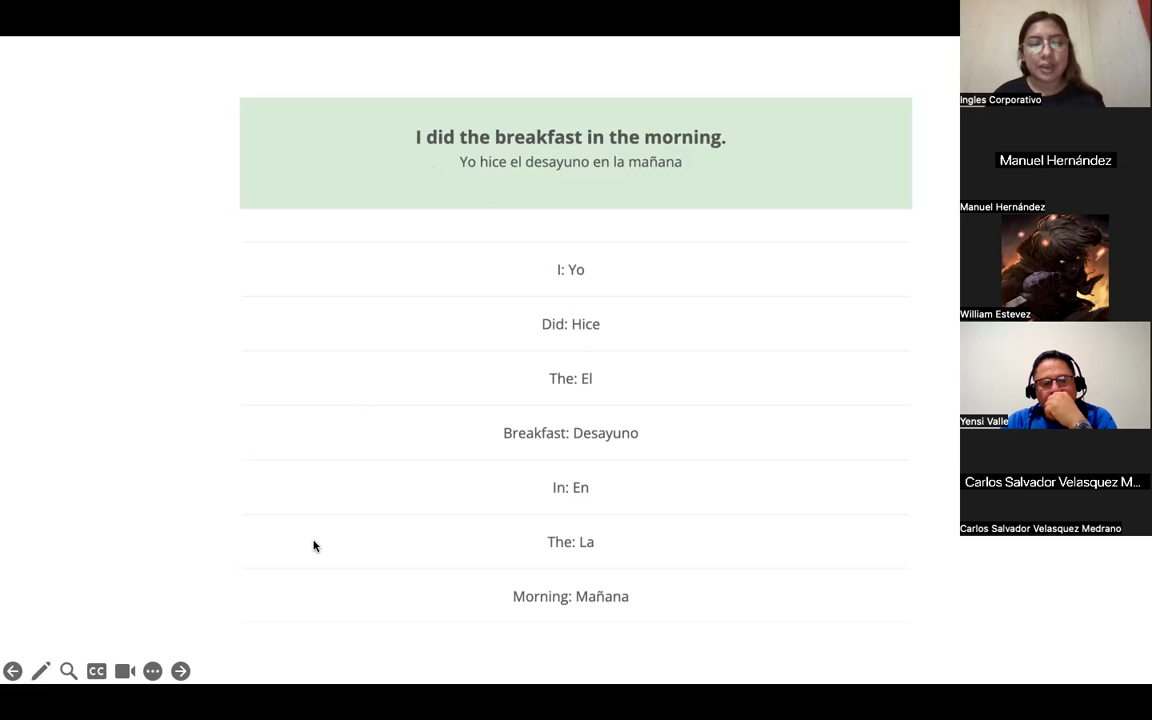 I did the breakfast in the morning.
Yo hice el desayuno en la mañana
I: Yo
Did: Hice
The: El
Breakfast: Desayuno
In: En
The: La
Morning: Mañana
CC
Ingles Corporativo
Manuel Hernández
Manuel Hernández
William Estevez
Yensi Valle
Carlos Salvador Velasquez M...
Carlos Salvador Velasquez Medrano